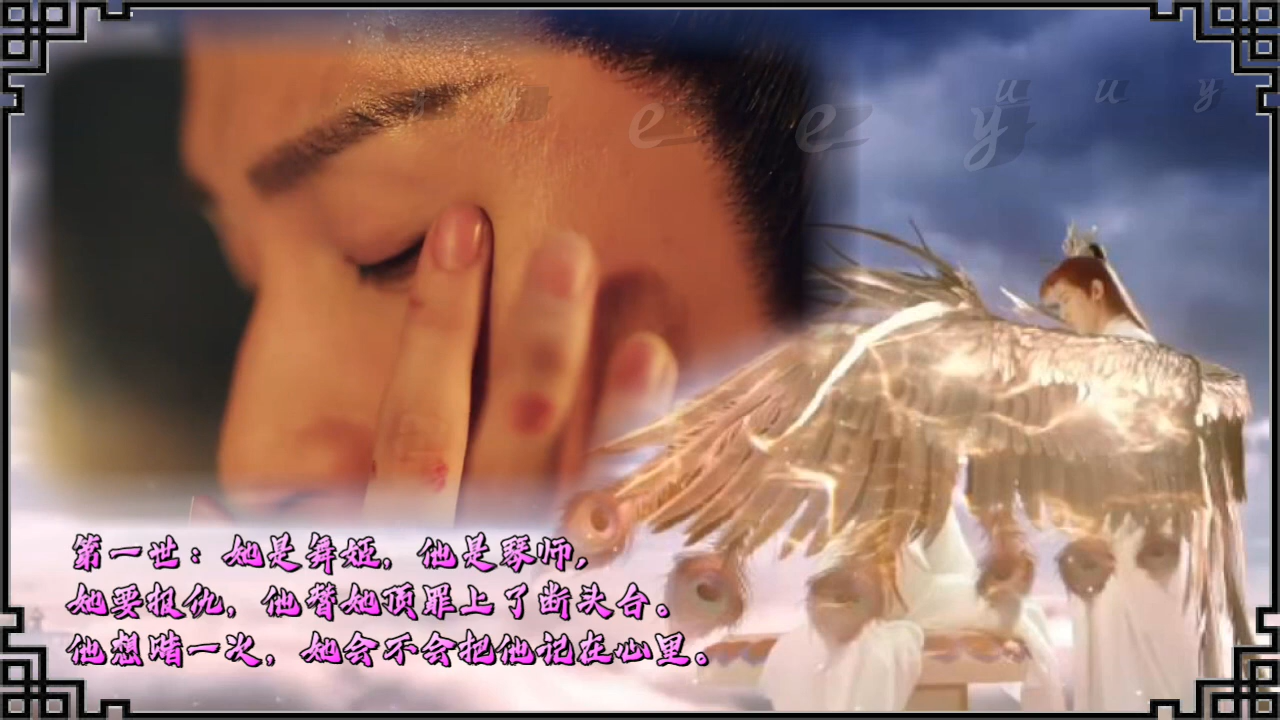 e e y u u y
第一世：她是舞姬，他是琴师，
她要报仇，他替她顶罪上了断头台。
他想赌一次，她会不会把他记在心里。